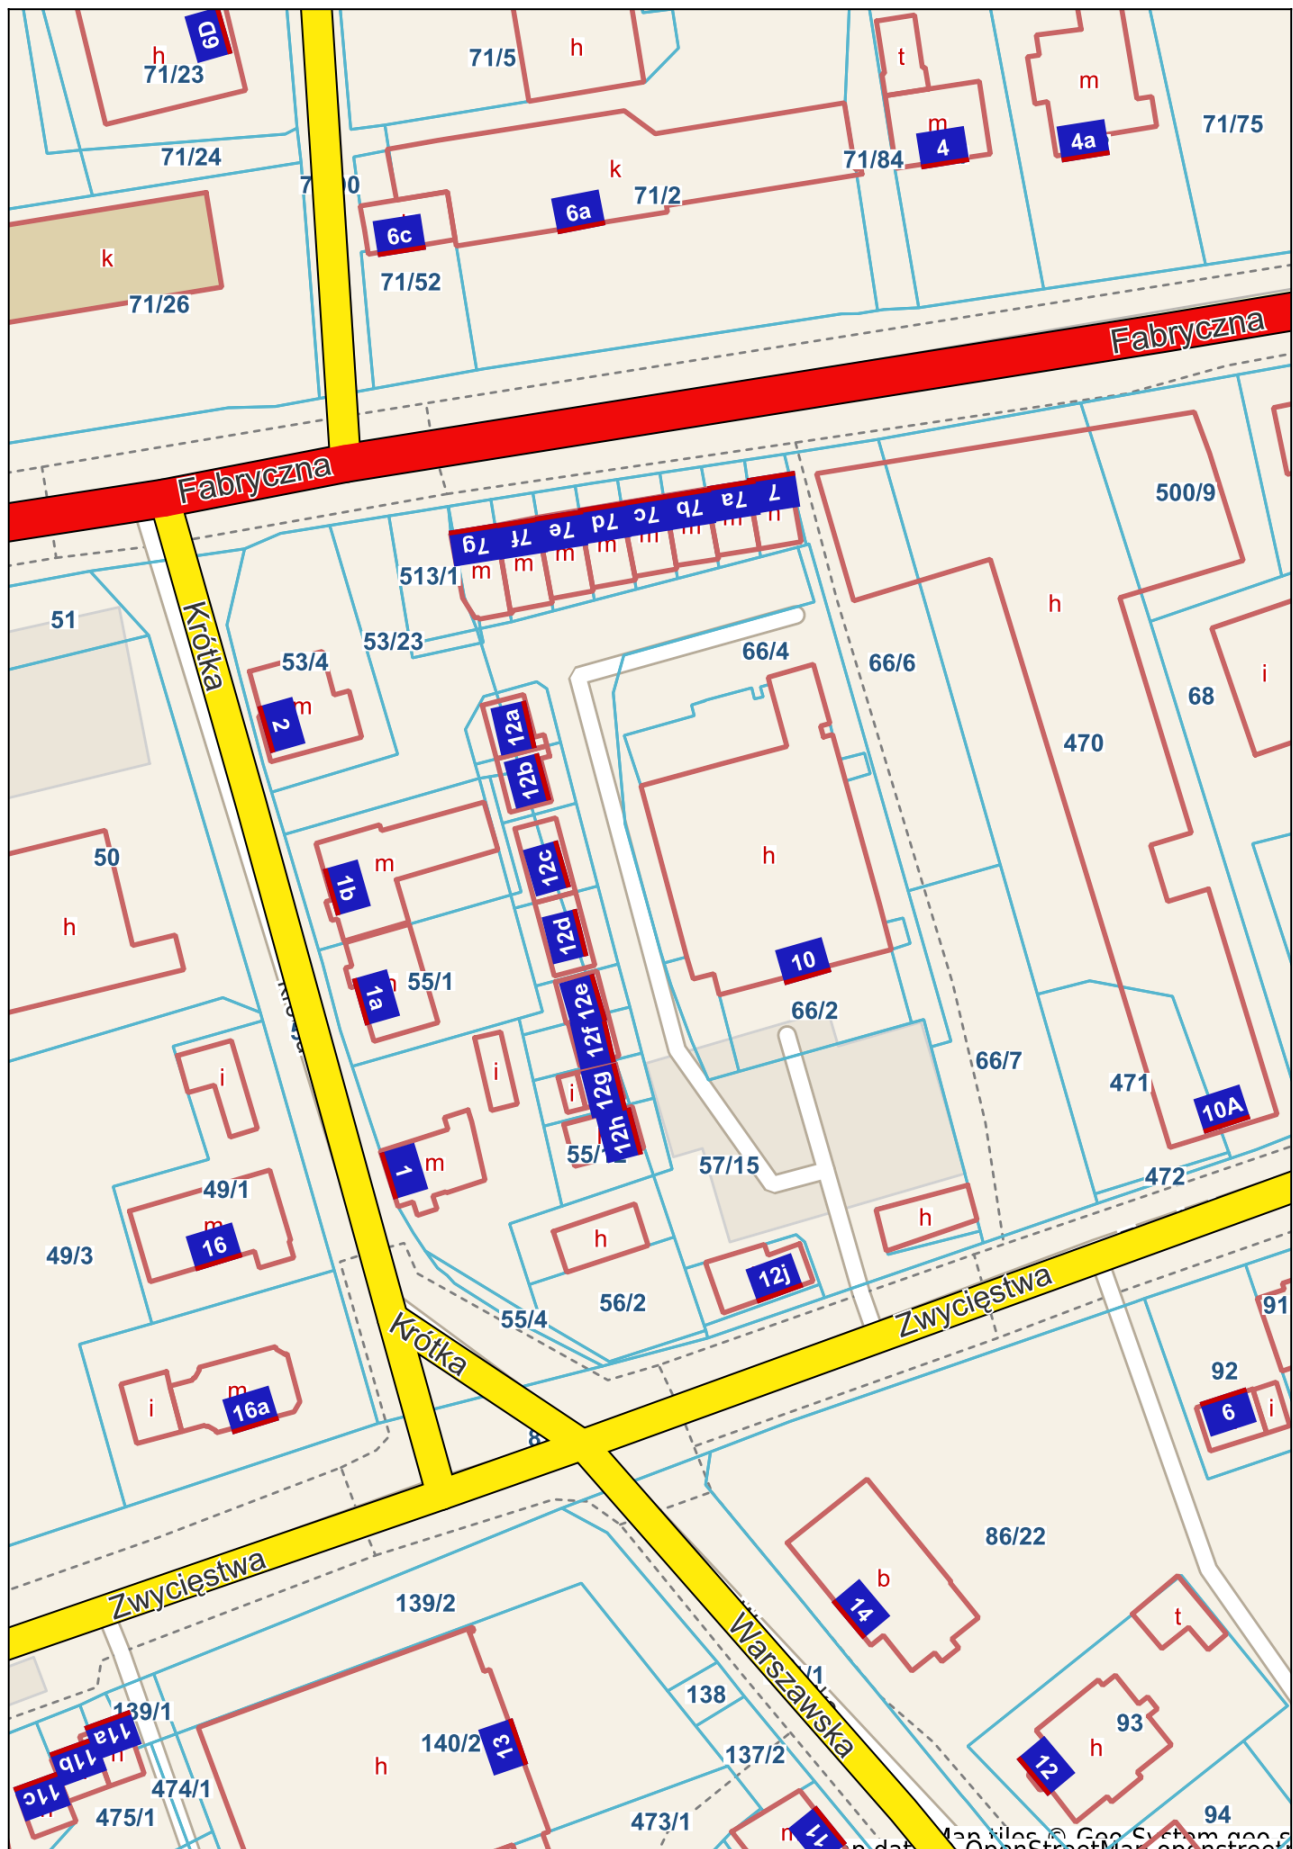 6D
h
71/23
71/5
h
t
m
71/75
71/24
m
4
4a
71/84
k
71/2
6a
6c
71/52
k
71/26
Fabryczna
Fabryczna
7
7a
7b
7c
7d
7e
7f
7g
m
m
m
m
m
m
m
h
500/9
513/1
51
53/23
53/4
66/4
66/6
h
i
68
Krótka
m
2
12a
470
12b
50
m
1b
12c
h
h
12d
10
55/1
1a
12e
66/2
12f
i
i
12g
i
66/7
471
10A
12h
1
m
57/15
472
49/1
m
16
h
h
49/3
12j
56/2
55/4
Zwycięstwa
Krótka
91
92
6
i
i
m
16a
86/22
b
14
Zwycięstwa
139/2
t
Warszawska
138
139/1
93
11a
11b
11c
140/2
13
h
h
12
137/2
474/1
475/1
473/1
94
11